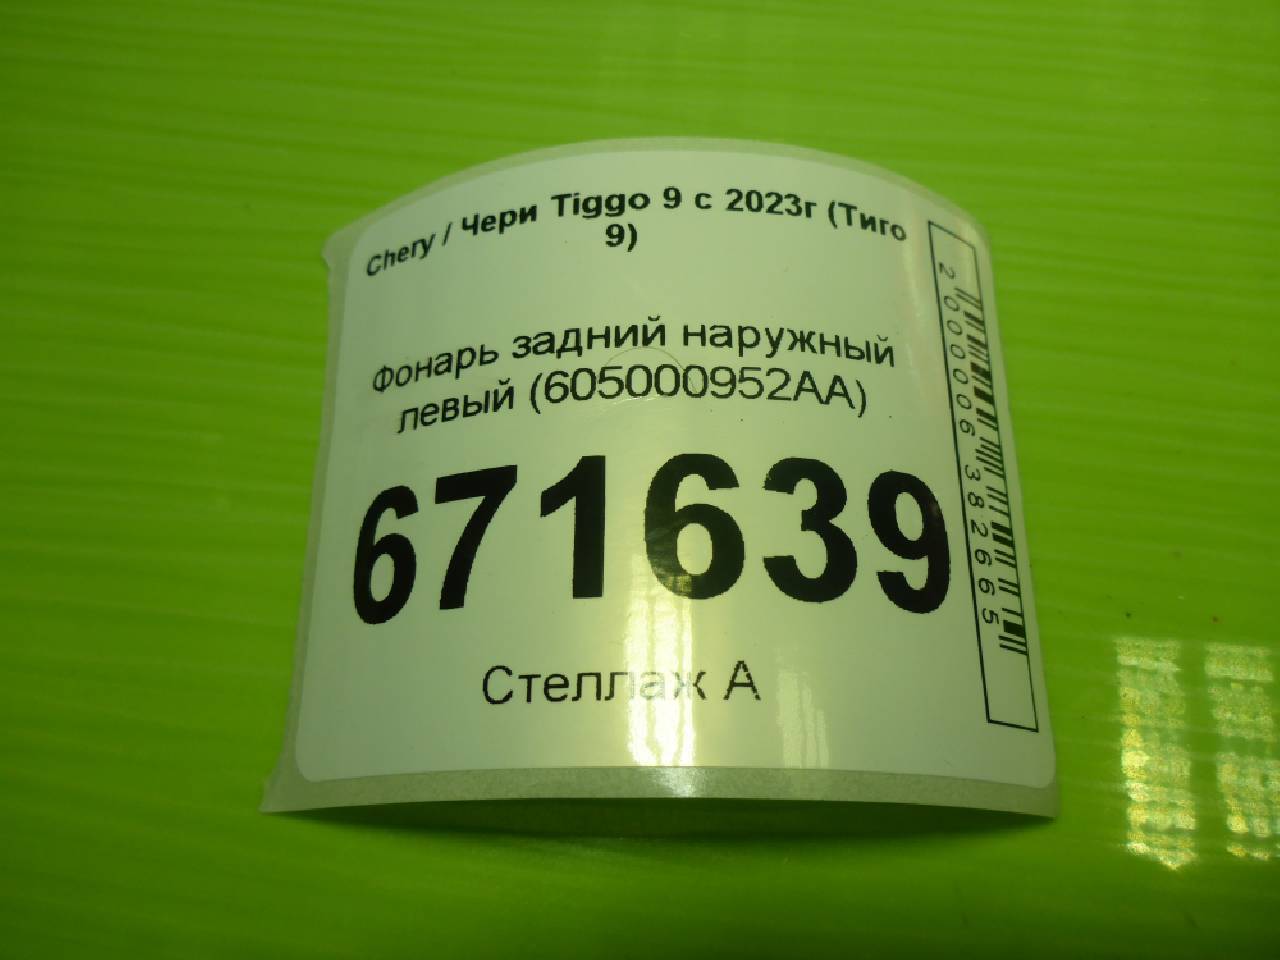 Chery / Чери Tiggo 9 с 2023г (Тиго
9)
Фонарь задний наружный
левый (605000952AA)
671639
Стеллаж А
2000006382665